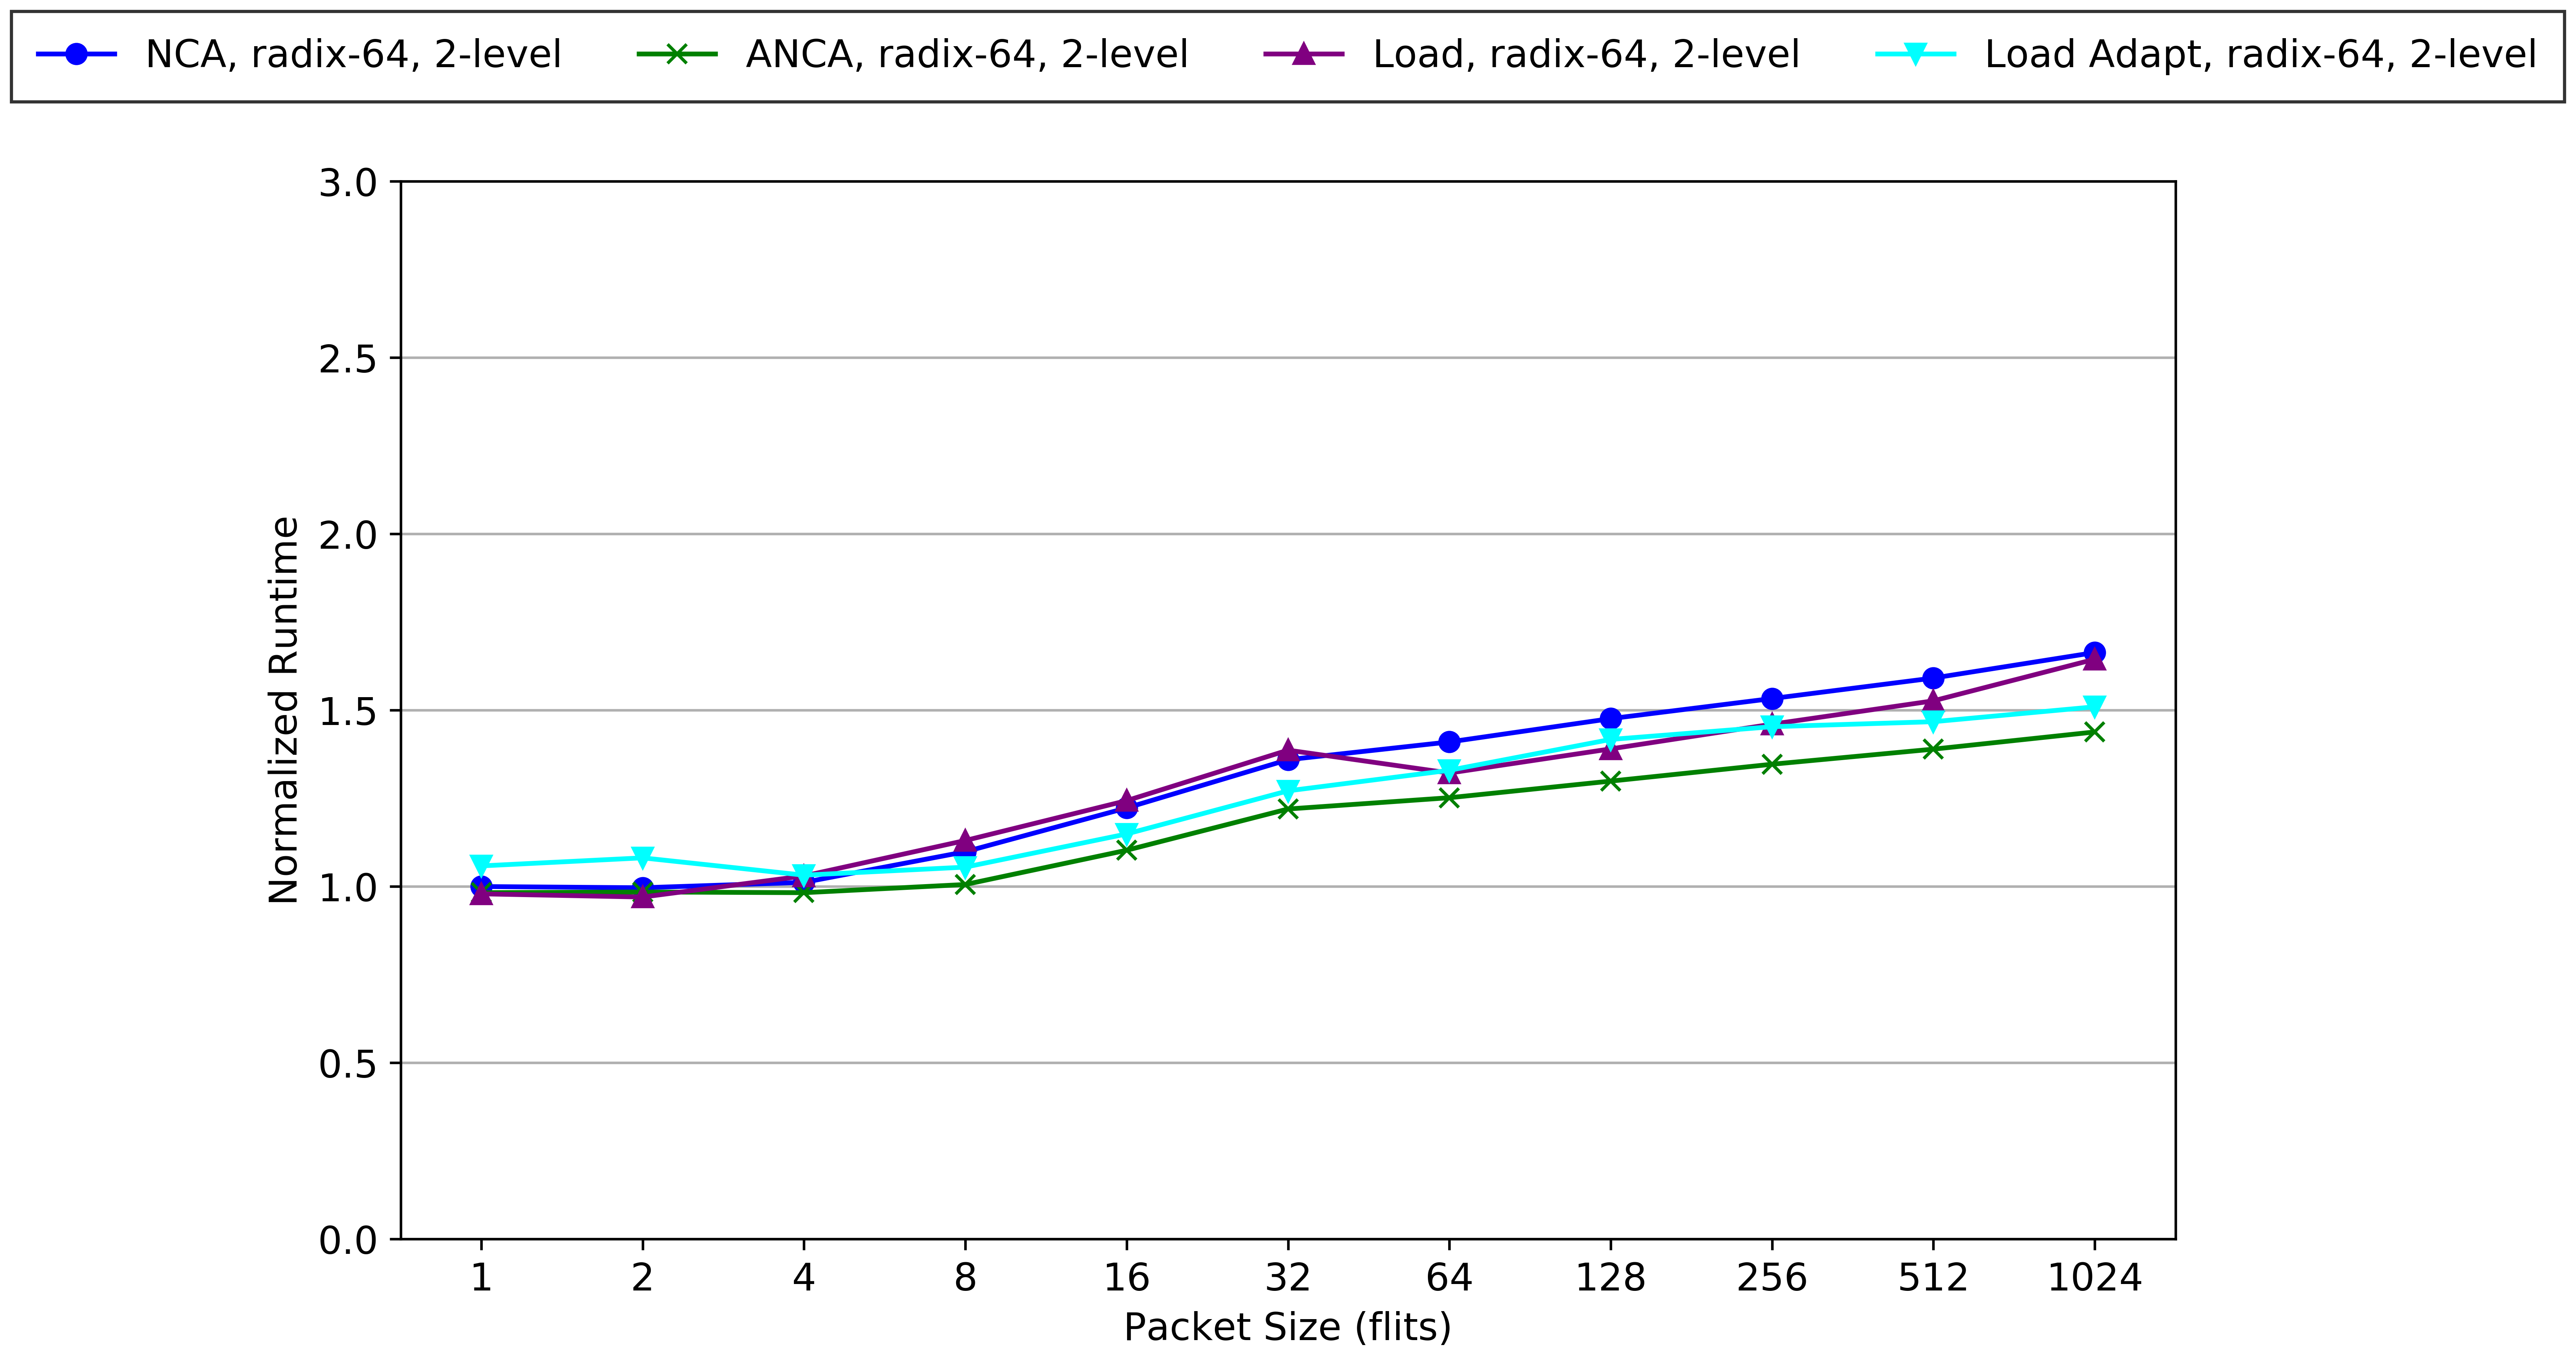 NCA, radix-64, 2-level ANCA, radix-64, 2-level Load, radix-64, 2-level Load Adapt, radix-64, 2-level
3.0
2.5
2.0
1.5
1.0
0.5
0.0
Normalized Runtime
1 2 4 8 16 32 64 128 256 512 1024
Packet Size (flits)